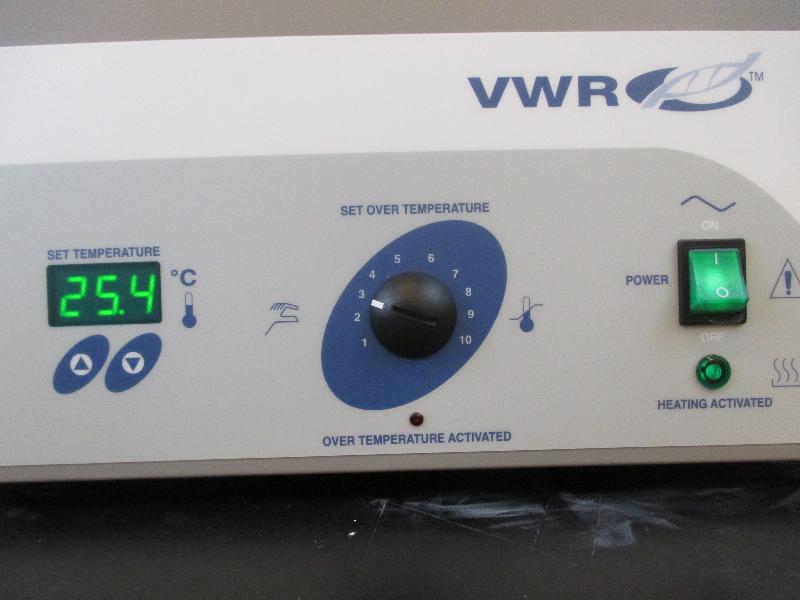 VWR TM
SET OVER TEMPERATURE
SET TEMPERATURE
25.4 °C
1 2 3 4 5 6 7 8 9 10
ON
POWER
I
O
OFF
HEATING ACTIVATED
OVER TEMPERATURE ACTIVATED